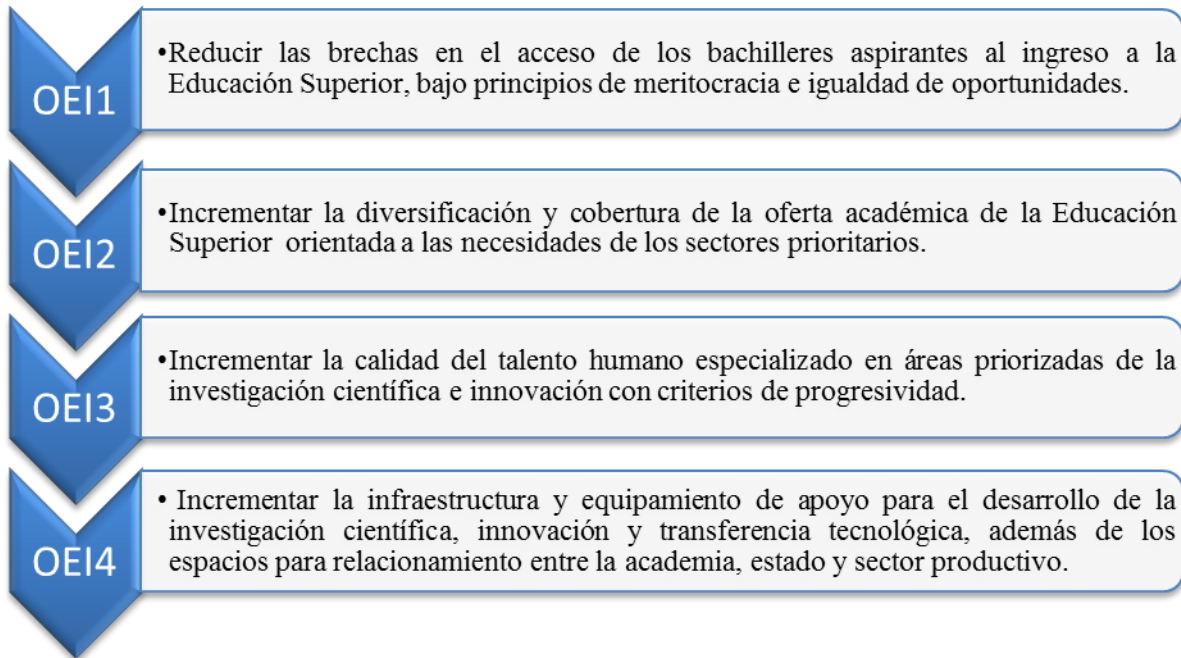 OEI1
•Reducir las brechas en el acceso de los bachilleres aspirantes al ingreso a la
Educación Superior, bajo principios de meritocracia e igualdad de oportunidades.
OEI2
•Incrementar la diversificación y cobertura de la oferta académica de la Educación
Superior orientada a las necesidades de los sectores prioritarios.
OEI3
•Incrementar la calidad del talento humano especializado en áreas priorizadas de la
investigación científica e innovación con criterios de progresividad.
OEI4
• Incrementar la infraestructura y equipamiento de apoyo para el desarrollo de la
investigación científica, innovación y transferencia tecnológica, además de los
espacios para relacionamiento entre la academia, estado y sector productivo.